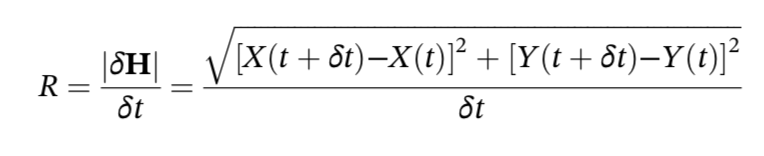 R = |δH| / δt = √([X(t + δt)−X(t)]² + [Y(t + δt)−Y(t)]²) / δt